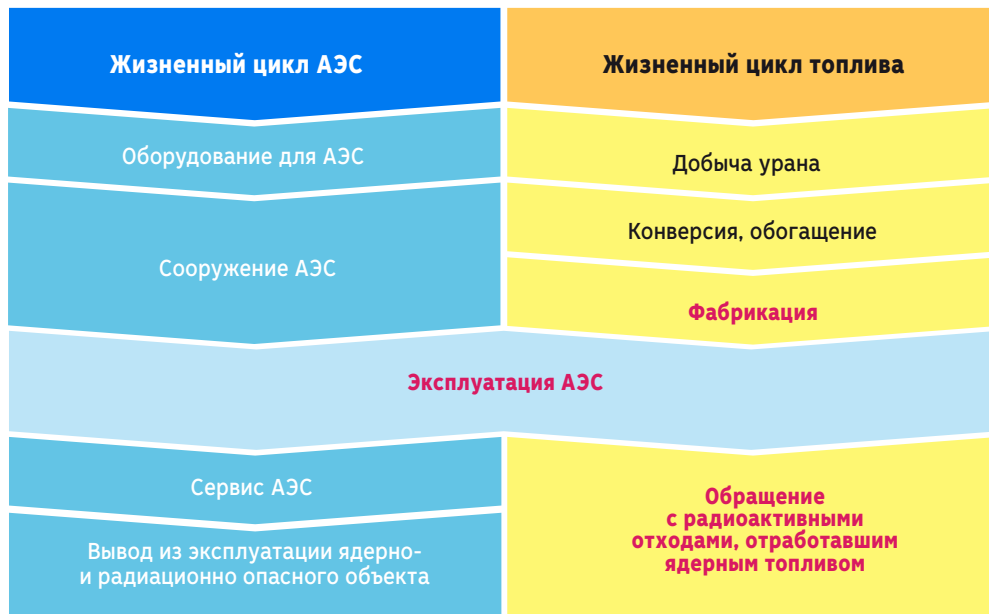 Жизненный цикл АЭС
Жизненный цикл топлива
Оборудование для АЭС
Добыча урана
Сооружение АЭС
Конверсия, обогащение
Фабрикация
Эксплуатация АЭС
Сервис АЭС
Вывод из эксплуатации ядерно-
и радиационно опасного объекта
Обращение
с радиоактивными
отходами, отработавшим
ядерным топливом